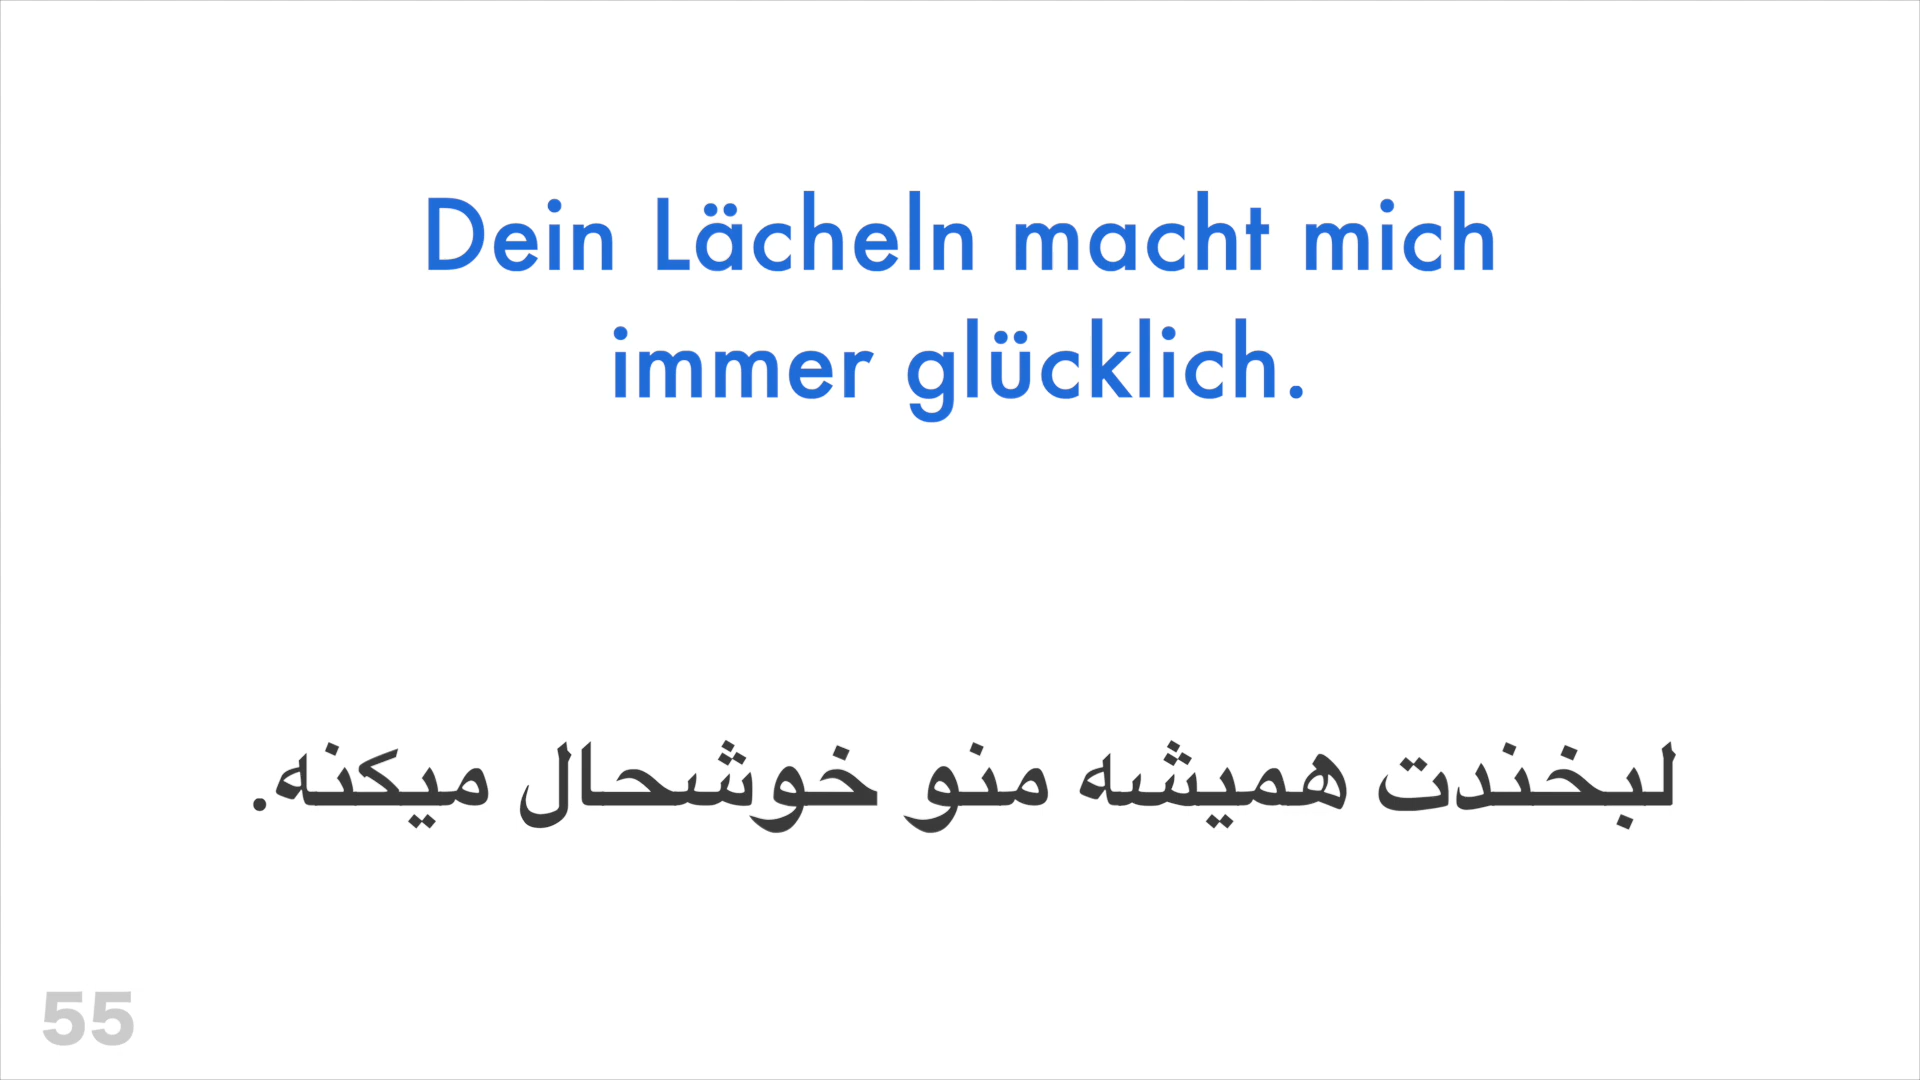 Dein Lächeln macht mich
immer glücklich.
لبخندت همیشه منو خوشحال میکنه.
55